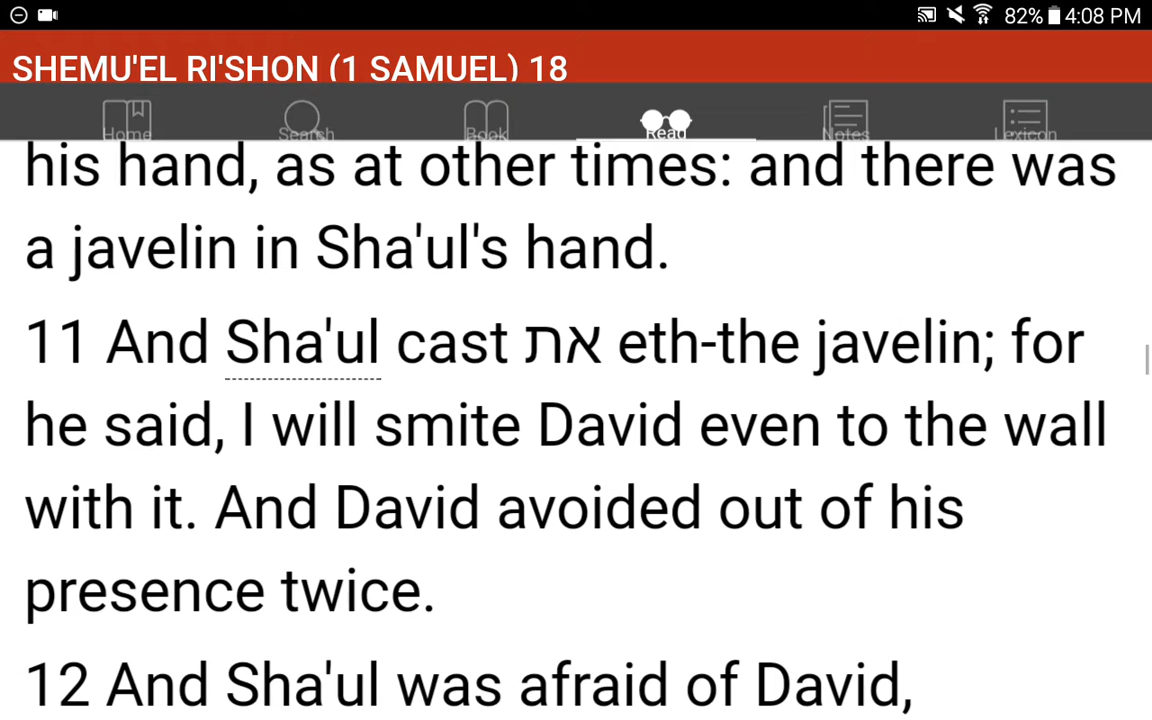 82% 4:08 PM
SHEMU'EL RI'SHON (1 SAMUEL) 18
Home Search Book Read Notes Lexicon
his hand, as at other times: and there was
a javelin in Sha'ul's hand.
11 And Sha'ul cast את eth-the javelin; for
he said, I will smite David even to the wall
with it. And David avoided out of his
presence twice.
12 And Sha'ul was afraid of David,